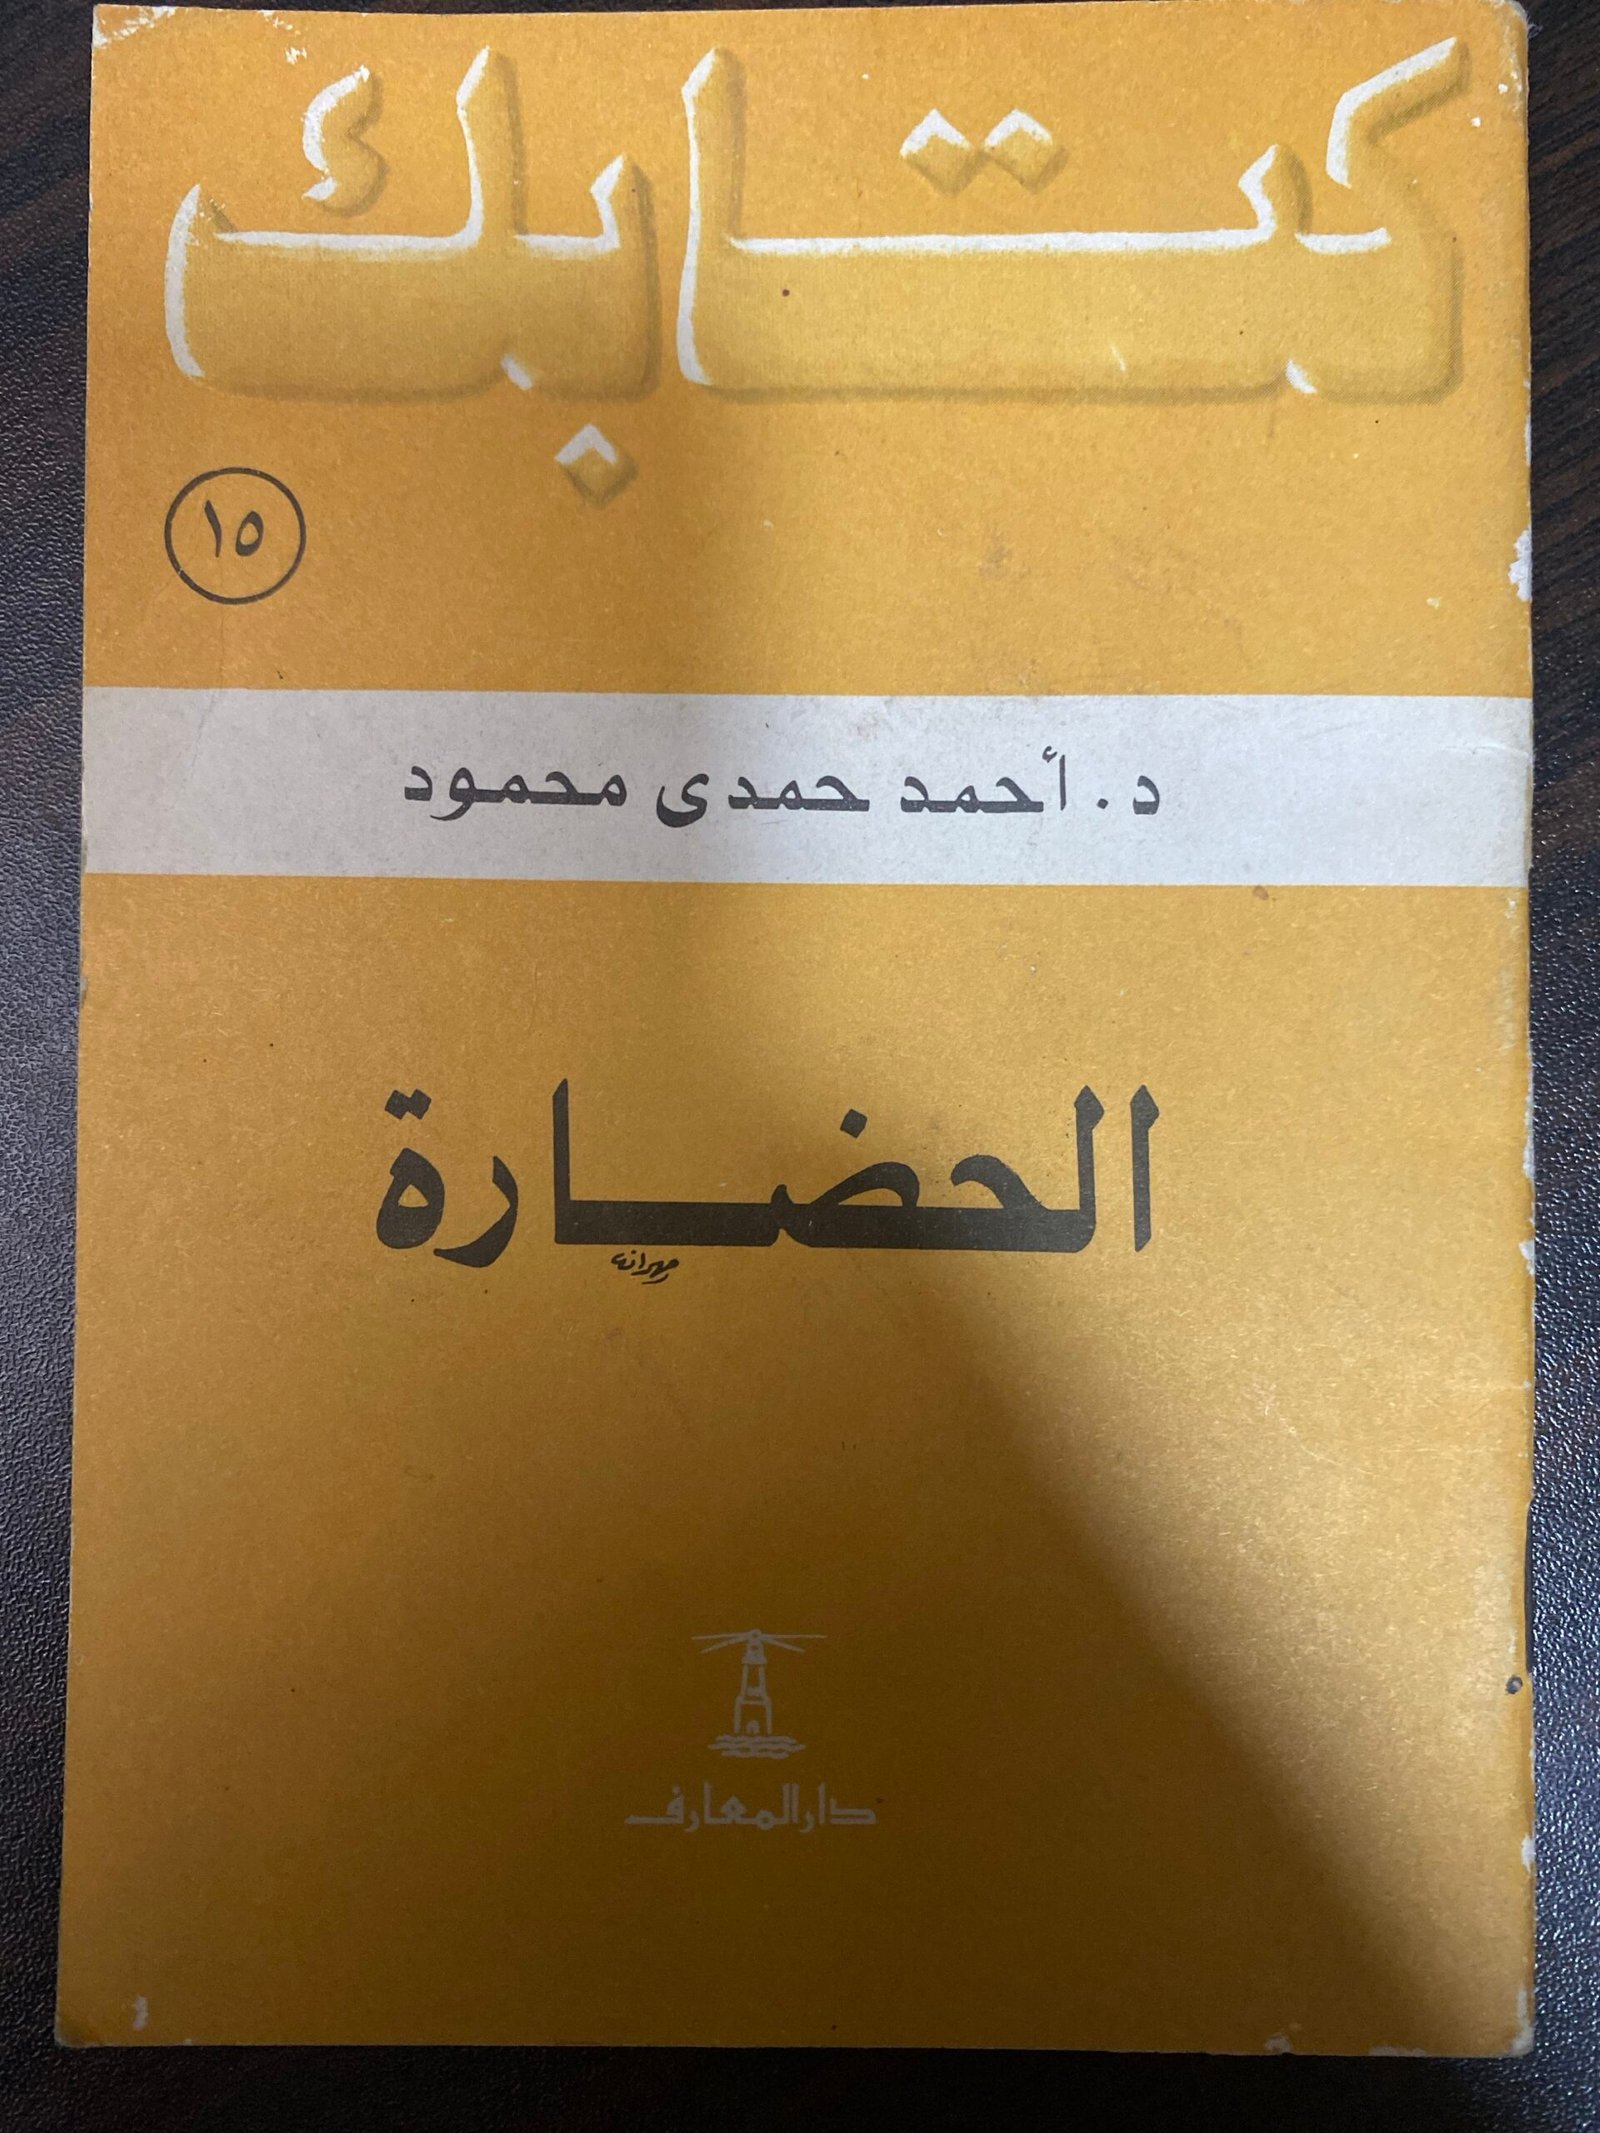 كتابك
١٥
د. أحمد حمدى محمود
الحضارة
دار المعارف